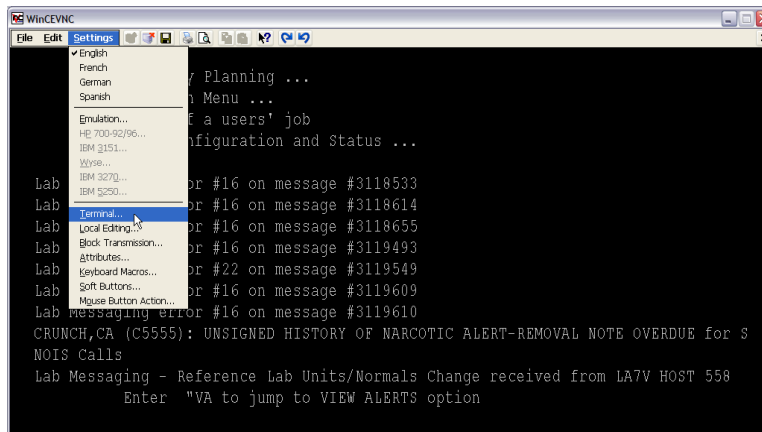 WinCEVNC
File Edit Settings
English
French
German
Spanish
Emulation...
HP 700-92/96...
IBM 3151...
Wyse...
IBM 3270...
IBM 5250...
Terminal...
Local Editing...
Block Transmission...
Attributes...
Keyboard Macros...
Soft Buttons...
Mouse Button Action...
y Planning ...
n Menu ...
f a users' job
nfiguration and Status ...
Lab or #16 on message #3118533
Lab or #16 on message #3118614
Lab or #16 on message #3118655
Lab or #16 on message #3119493
Lab or #22 on message #3119549
Lab or #16 on message #3119609
Lab Messaging error #16 on message #3119610
CRUNCH,CA (C5555): UNSIGNED HISTORY OF NARCOTIC ALERT-REMOVAL NOTE OVERDUE for S
NOIS Calls
Lab Messaging - Reference Lab Units/Normals Change received from LA7V HOST 558
Enter "VA to jump to VIEW ALERTS option